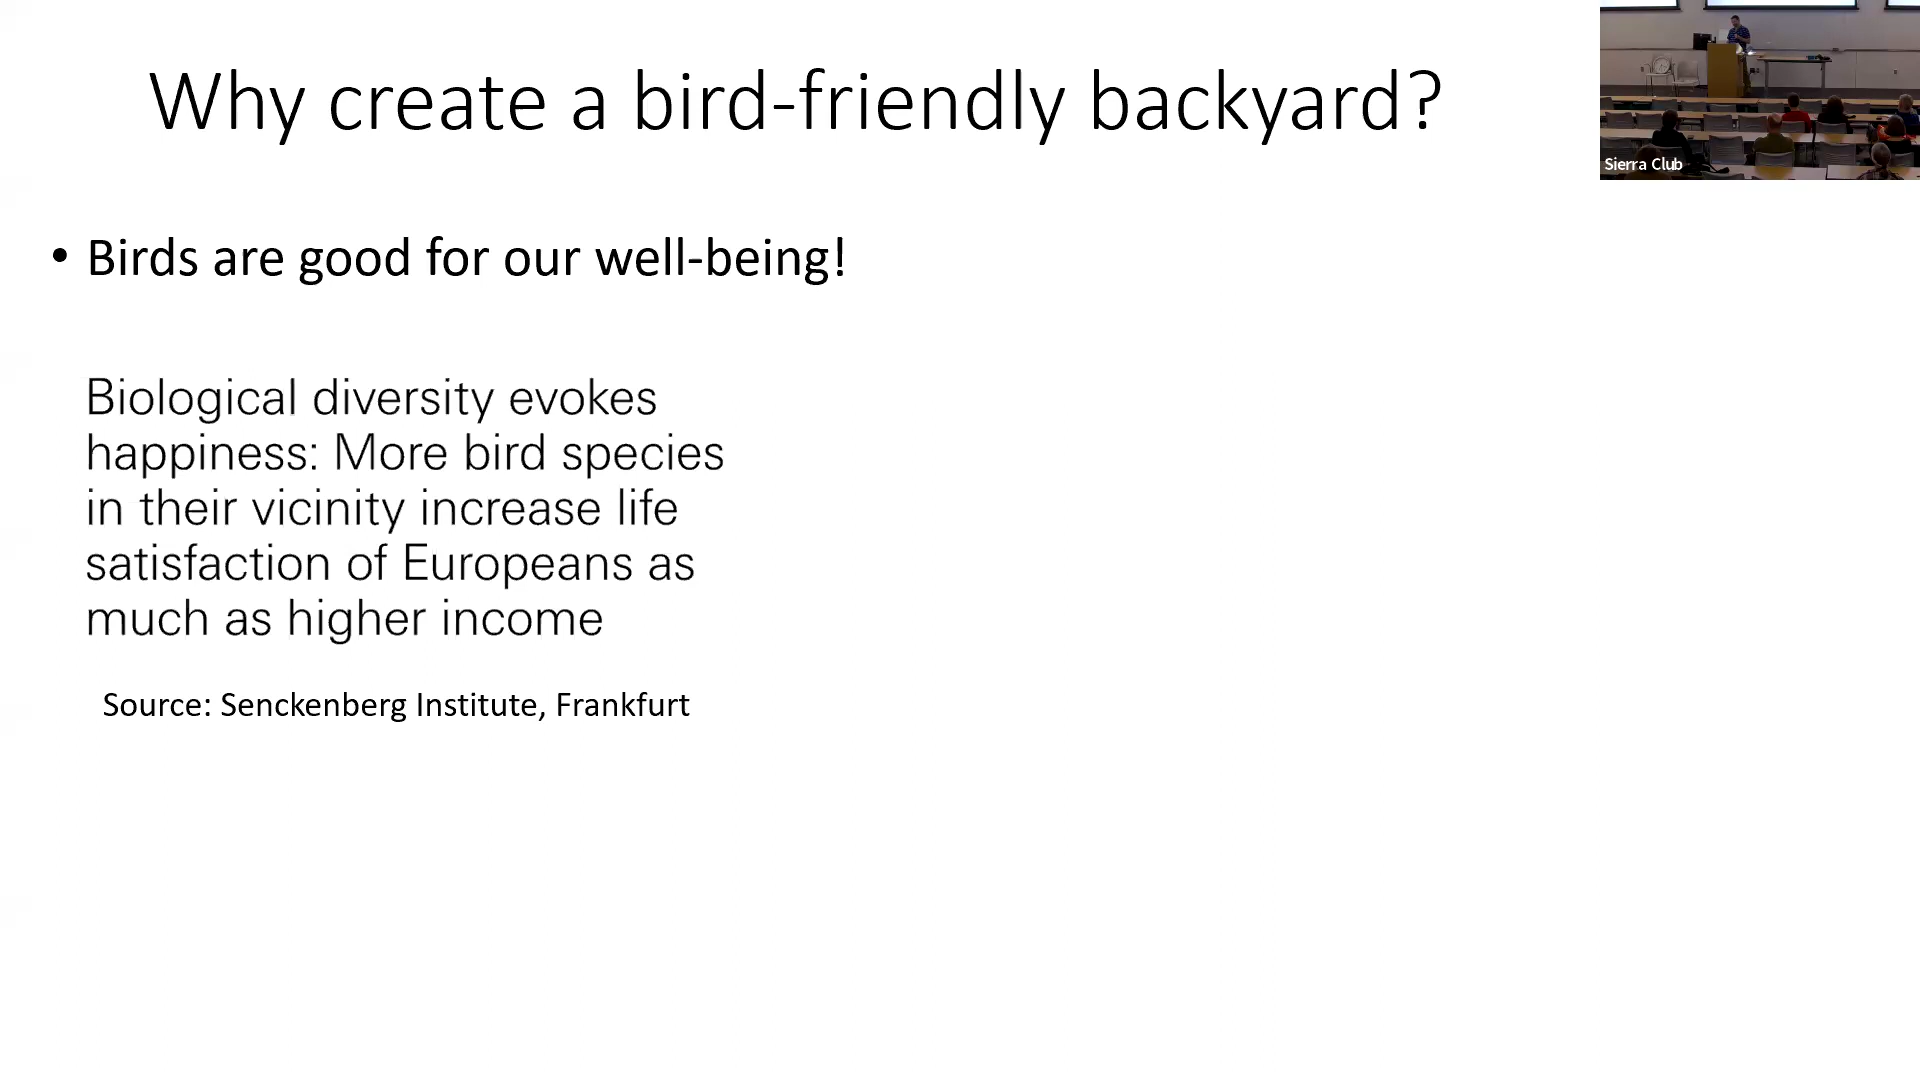 Why create a bird-friendly backyard?
Sierra Club
• Birds are good for our well-being!
Biological diversity evokes
happiness: More bird species
in their vicinity increase life
satisfaction of Europeans as
much as higher income
Source: Senckenberg Institute, Frankfurt